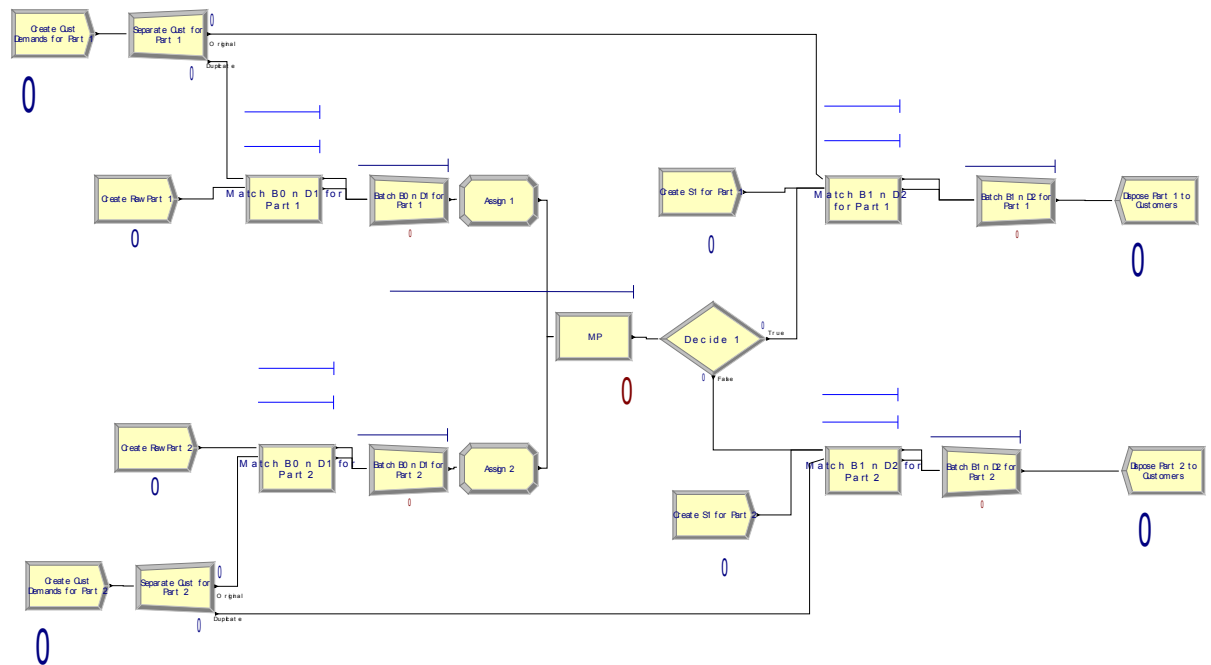 Create Cust
Demands for Part 1
Separate Cust for
Part 1
0
Original
0
Duplicate
0
Create Raw Part 1
0
Match B0 n D1 for
Part 1
Batch B0 n D1 for
Part 1
0
Assign 1
Create S1 for Part 1
0
Match B1 n D2
for Part 1
Batch B1 n D2 for
Part 1
0
Dispose Part 1 to
Customers
0
MP
0
Decide 1
0
True
0
False
Create Raw Part 2
0
Match B0 n D1 for
Part 2
Batch B0 n D1 for
Part 2
0
Assign 2
Create S1 for Part 2
0
Match B1 n D2 for
Part 2
Batch B1 n D2 for
Part 2
0
Dispose Part 2 to
Customers
0
Create Cust
Demands for Part 2
0
Separate Cust for
Part 2
0
Original
0
Duplicate